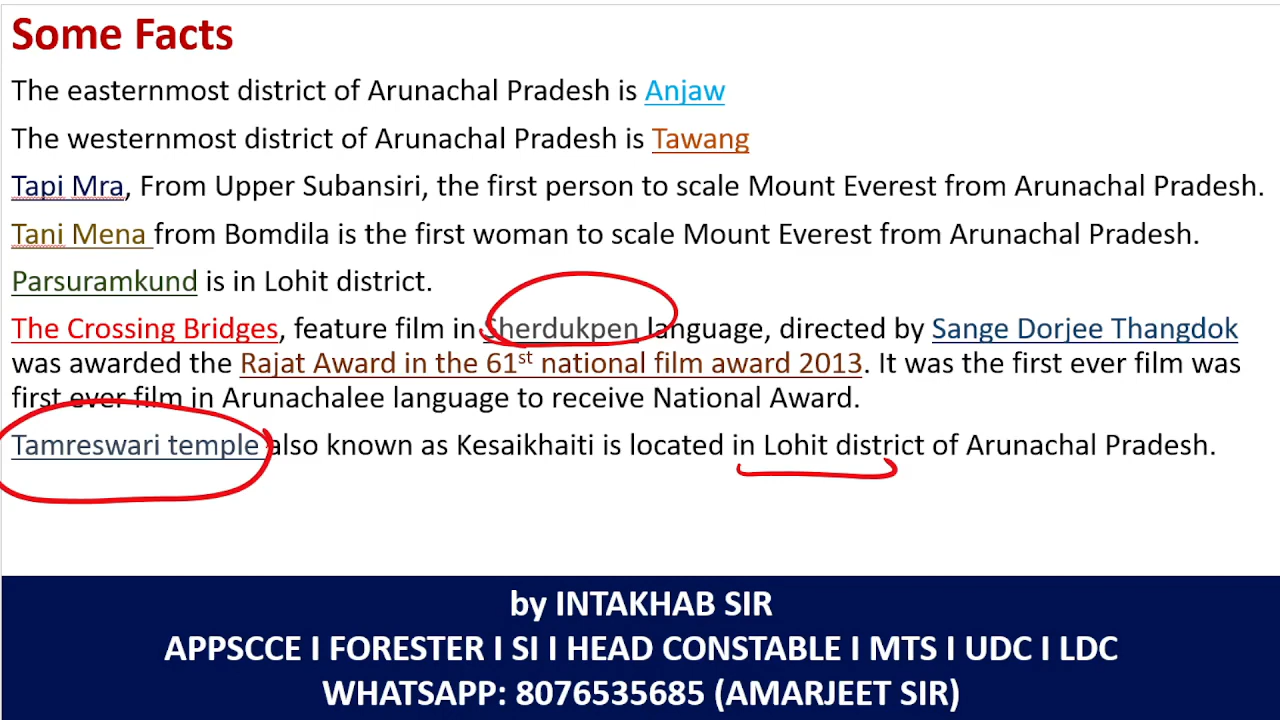 Some Facts
The easternmost district of Arunachal Pradesh is Anjaw
The westernmost district of Arunachal Pradesh is Tawang
Tapi Mra, From Upper Subansiri, the first person to scale Mount Everest from Arunachal Pradesh.
Tani Mena from Bomdila is the first woman to scale Mount Everest from Arunachal Pradesh.
Parsuramkund is in Lohit district.
The Crossing Bridges, feature film in Sherdukpen language, directed by Sange Dorjee Thangdok
was awarded the Rajat Award in the 61st national film award 2013. It was the first ever film was
first ever film in Arunachalee language to receive National Award.
Tamreswari temple also known as Kesaikhaiti is located in Lohit district of Arunachal Pradesh.
by INTAKHAB SIR
APPSCCE I FORESTER I SI I HEAD CONSTABLE I MTS I UDC I LDC
WHATSAPP: 8076535685 (AMARJEET SIR)